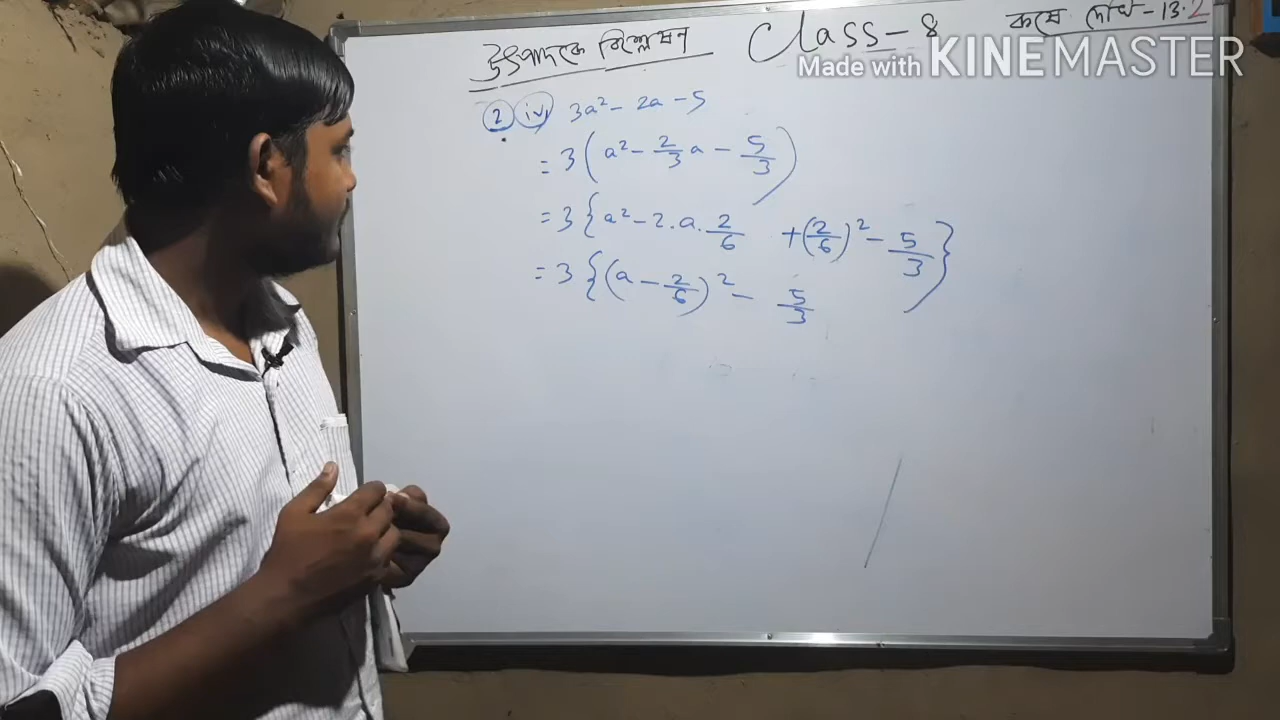 উৎপাদকে বিশ্লেষণ Class - 8 কষে দেখি - 13.2
Made with KINEMASTER
② ⓘⓥ 3a² - 2a - 5
= 3 ( a² - 2/3 a - 5/3 )
= 3 { a² - 2.a. 2/6 + (2/6)² - 5/3 }
= 3 { (a - 2/6)² - 5/3